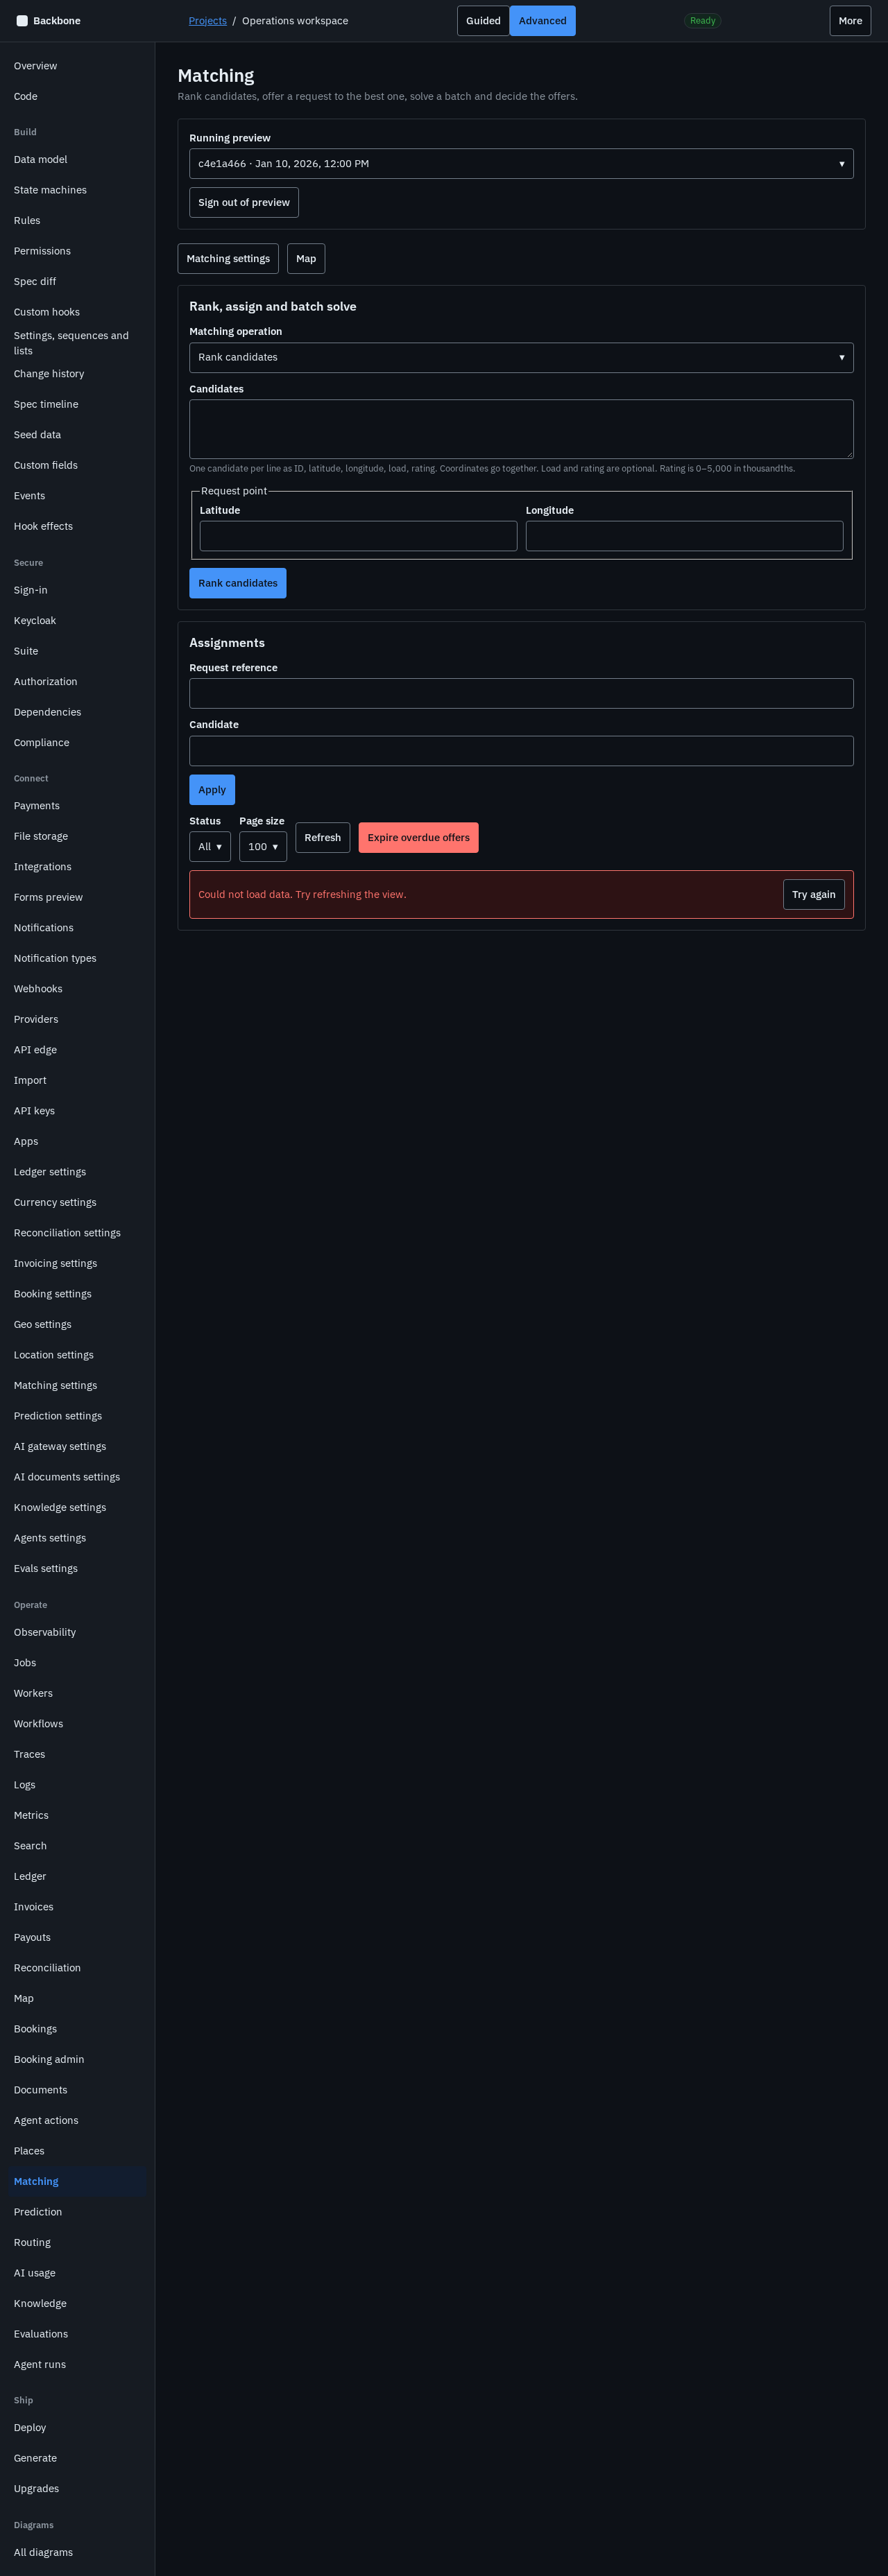 Backbone
Projects / Operations workspace
Guided
Advanced
Ready
More
Overview
Code
Build
Data model
State machines
Rules
Permissions
Spec diff
Custom hooks
Settings, sequences and
lists
Change history
Spec timeline
Seed data
Custom fields
Events
Hook effects
Secure
Sign-in
Keycloak
Suite
Authorization
Dependencies
Compliance
Connect
Payments
File storage
Integrations
Forms preview
Notifications
Notification types
Webhooks
Providers
API edge
Import
API keys
Apps
Ledger settings
Currency settings
Reconciliation settings
Invoicing settings
Booking settings
Geo settings
Location settings
Matching settings
Prediction settings
AI gateway settings
AI documents settings
Knowledge settings
Agents settings
Evals settings
Operate
Observability
Jobs
Workers
Workflows
Traces
Logs
Metrics
Search
Ledger
Invoices
Payouts
Reconciliation
Map
Bookings
Booking admin
Documents
Agent actions
Places
Matching
Prediction
Routing
AI usage
Knowledge
Evaluations
Agent runs
Ship
Deploy
Generate
Upgrades
Diagrams
All diagrams
Matching
Rank candidates, offer a request to the best one, solve a batch and decide the offers.
Running preview
c4e1a466 · Jan 10, 2026, 12:00 PM
Sign out of preview
Matching settings
Map
Rank, assign and batch solve
Matching operation
Rank candidates
Candidates
One candidate per line as ID, latitude, longitude, load, rating. Coordinates go together. Load and rating are optional. Rating is 0–5,000 in thousandths.
Request point
Latitude
Longitude
Rank candidates
Assignments
Request reference
Candidate
Apply
Status
Page size
All
100
Refresh
Expire overdue offers
Could not load data. Try refreshing the view.
Try again